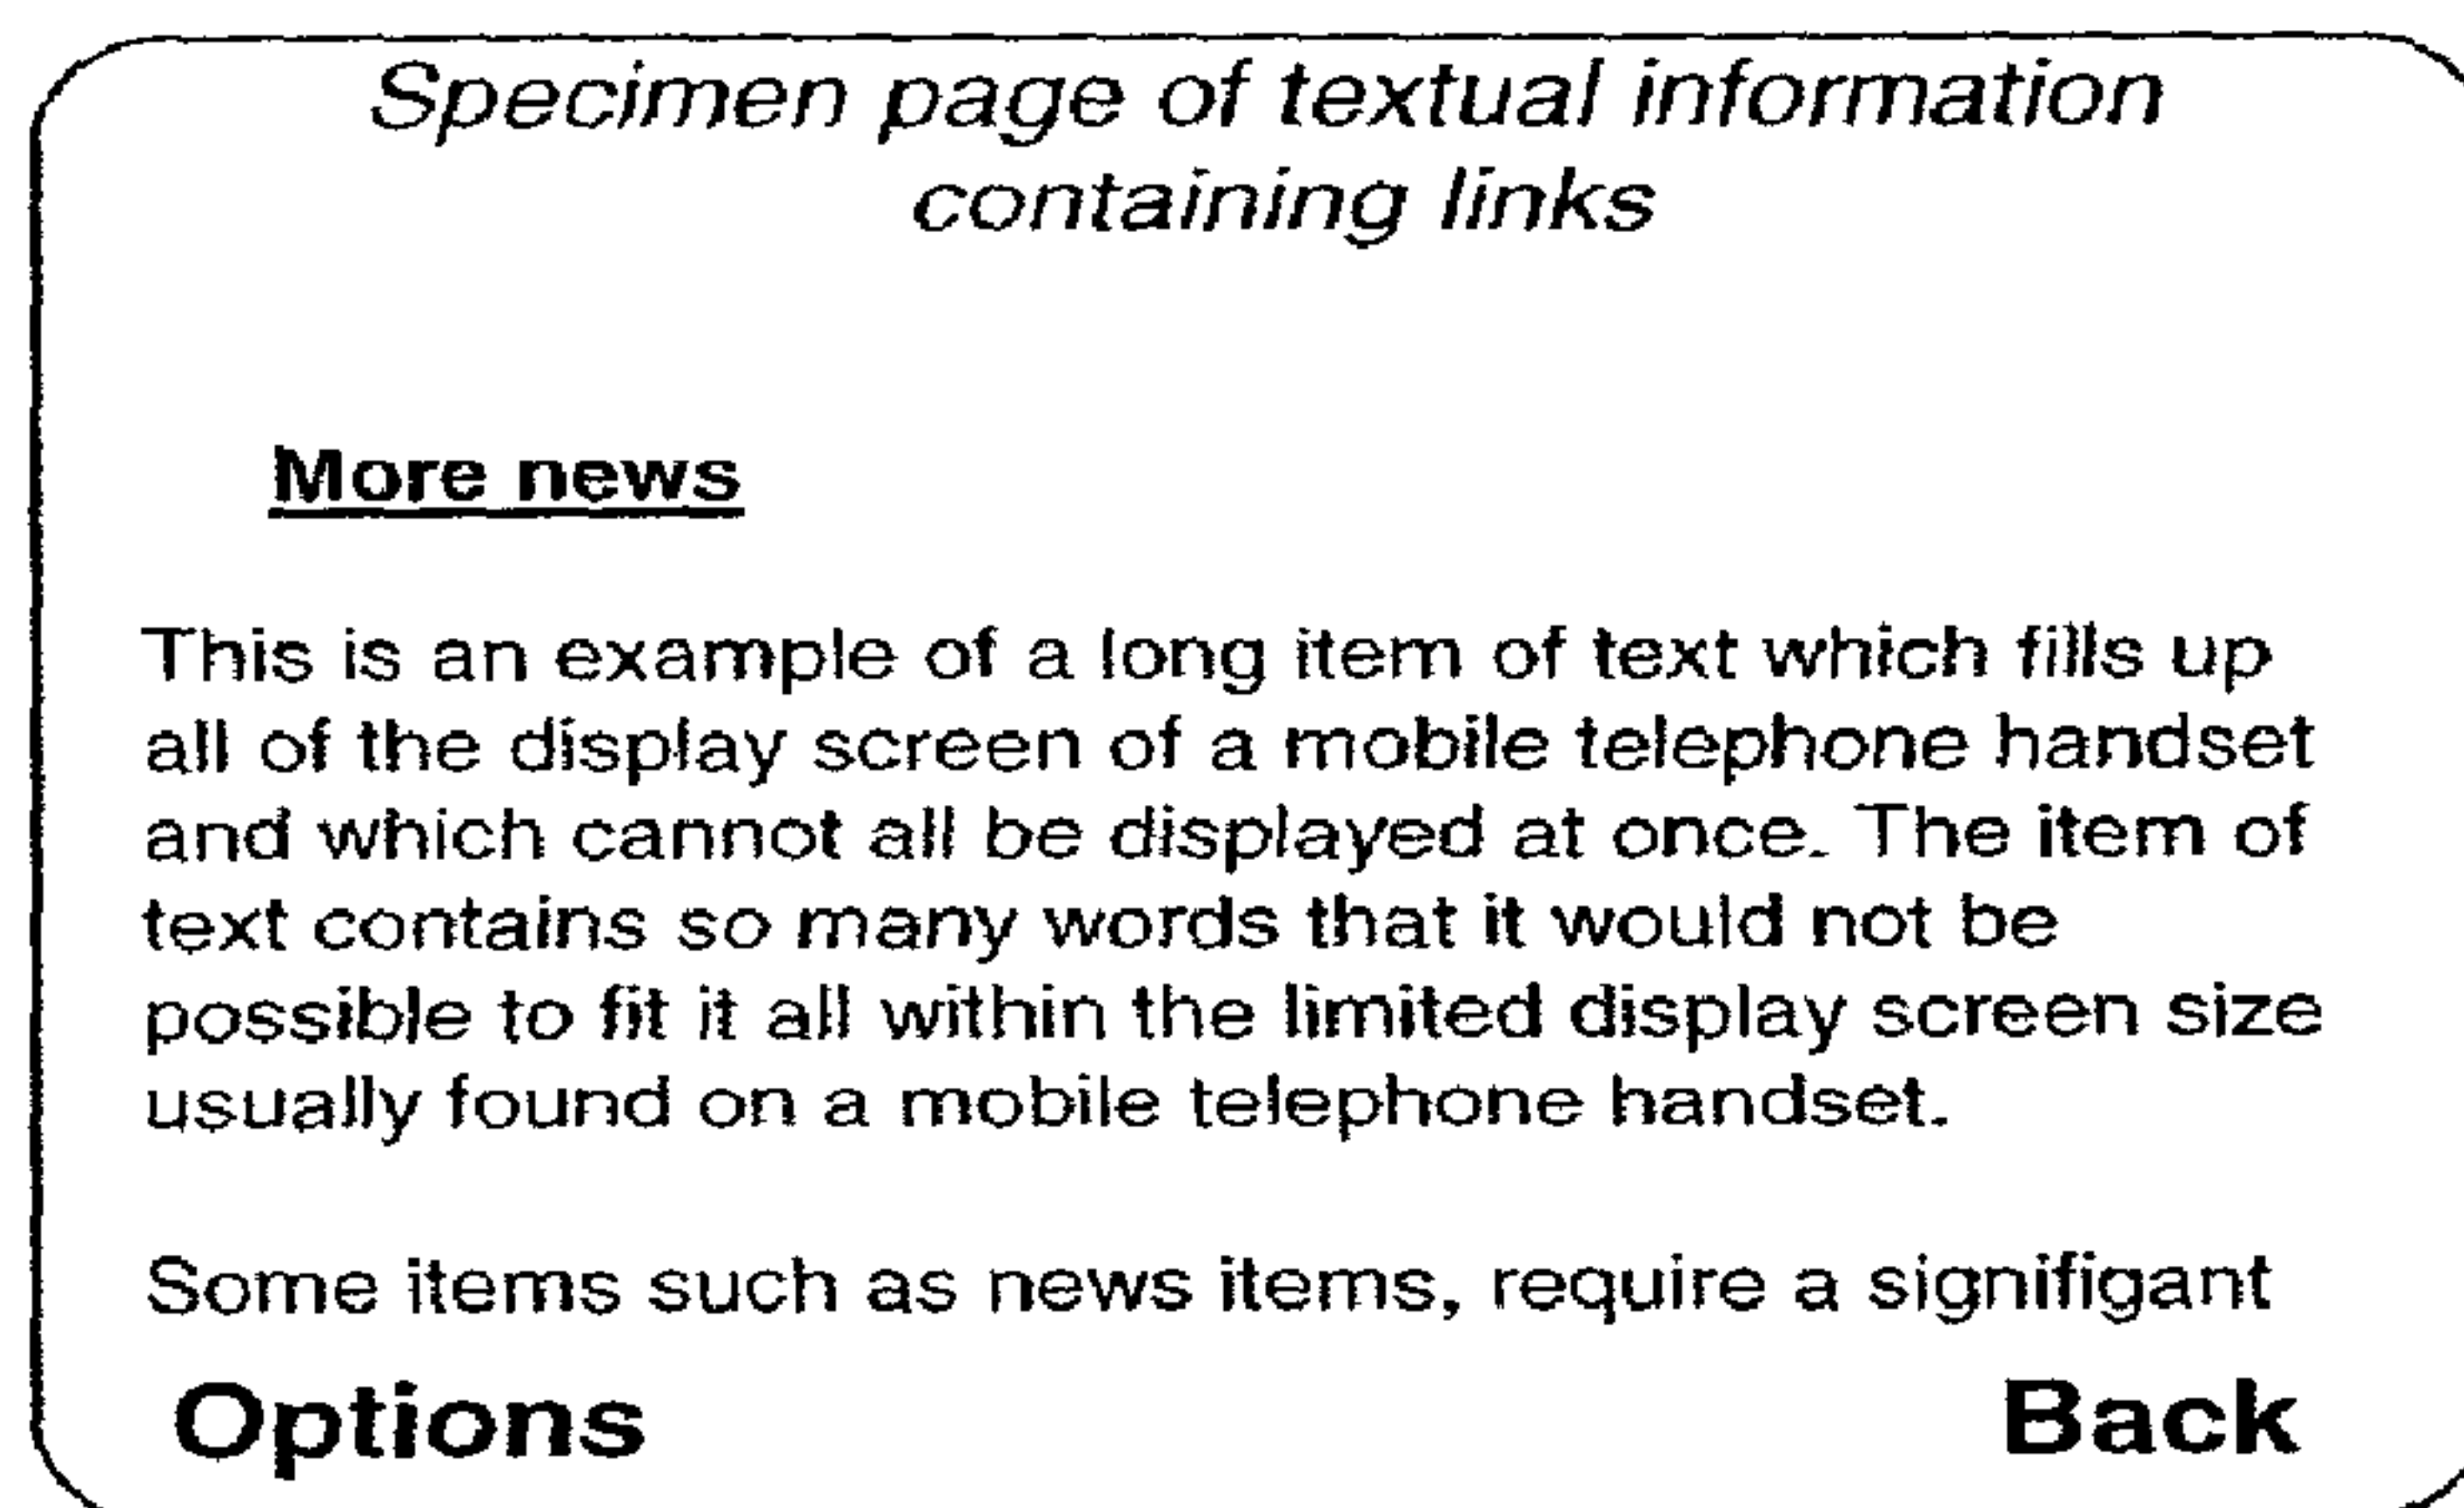 Specimen page of textual information
containing links
More news
This is an example of a long item of text which fills up
all of the display screen of a mobile telephone handset
and which cannot all be displayed at once. The item of
text contains so many words that it would not be
possible to fit it all within the limited display screen size
usually found on a mobile telephone handset.
Some items such as news items, require a signifigant
Options Back